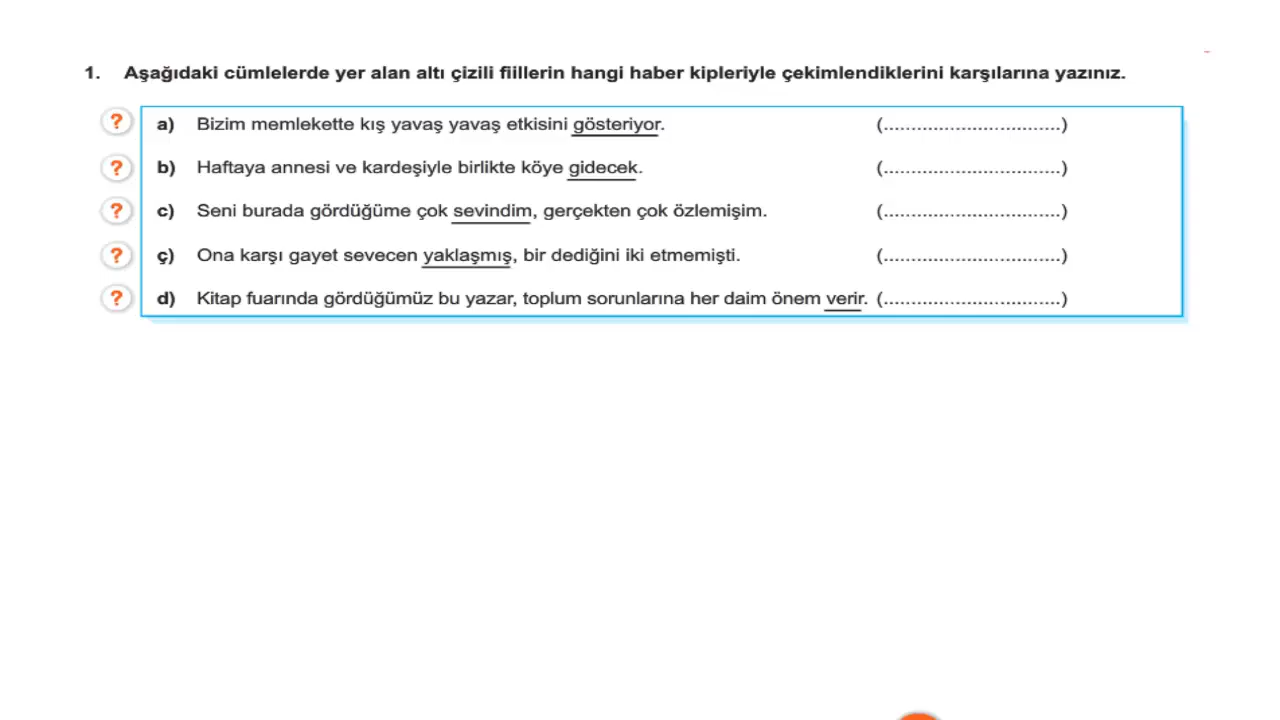 1. Aşağıdaki cümlelerde yer alan altı çizili fiillerin hangi haber kipleriyle çekimlendiklerini karşılarına yazınız.
? a) Bizim memlekette kış yavaş yavaş etkisini gösteriyor. (................................)
? b) Haftaya annesi ve kardeşiyle birlikte köye gidecek. (................................)
? c) Seni burada gördüğüme çok sevindim, gerçekten çok özlemişim. (................................)
? ç) Ona karşı gayet sevecen yaklaşmış, bir dediğini iki etmemişti. (................................)
? d) Kitap fuarında gördüğümüz bu yazar, toplum sorunlarına her daim önem verir. (................................)